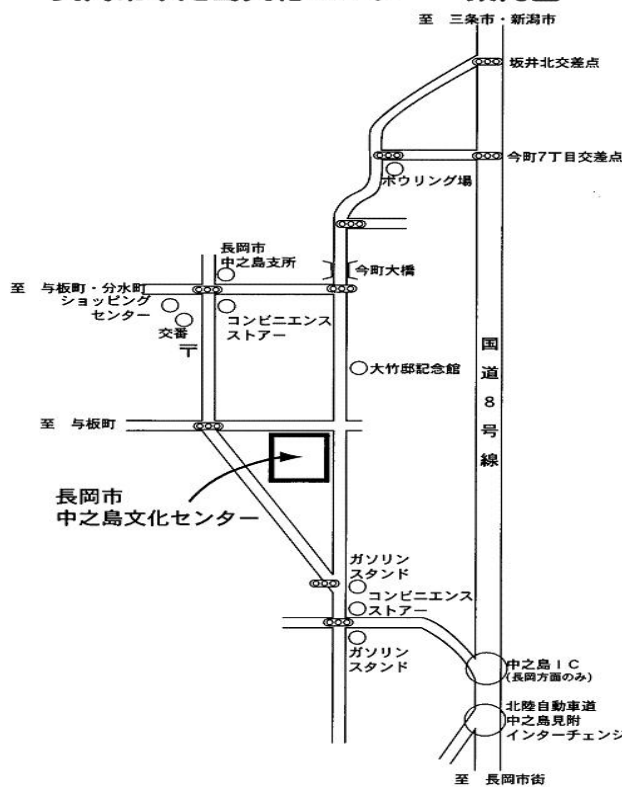 至 三条市・新潟市
坂井北交差点
今町7丁目交差点
ボウリング場
長岡市
中之島支所
今町大橋
至 与板町・分水町
ショッピング
センター
コンビニエンス
ストアー
交番
〒
大竹邸記念館
国道8号線
至 与板町
長岡市
中之島文化センター
ガソリン
スタンド
コンビニエンス
ストアー
ガソリン
スタンド
中之島IC
(長岡方面のみ)
北陸自動車道
中之島見附
インターチェンジ
至 長岡市街